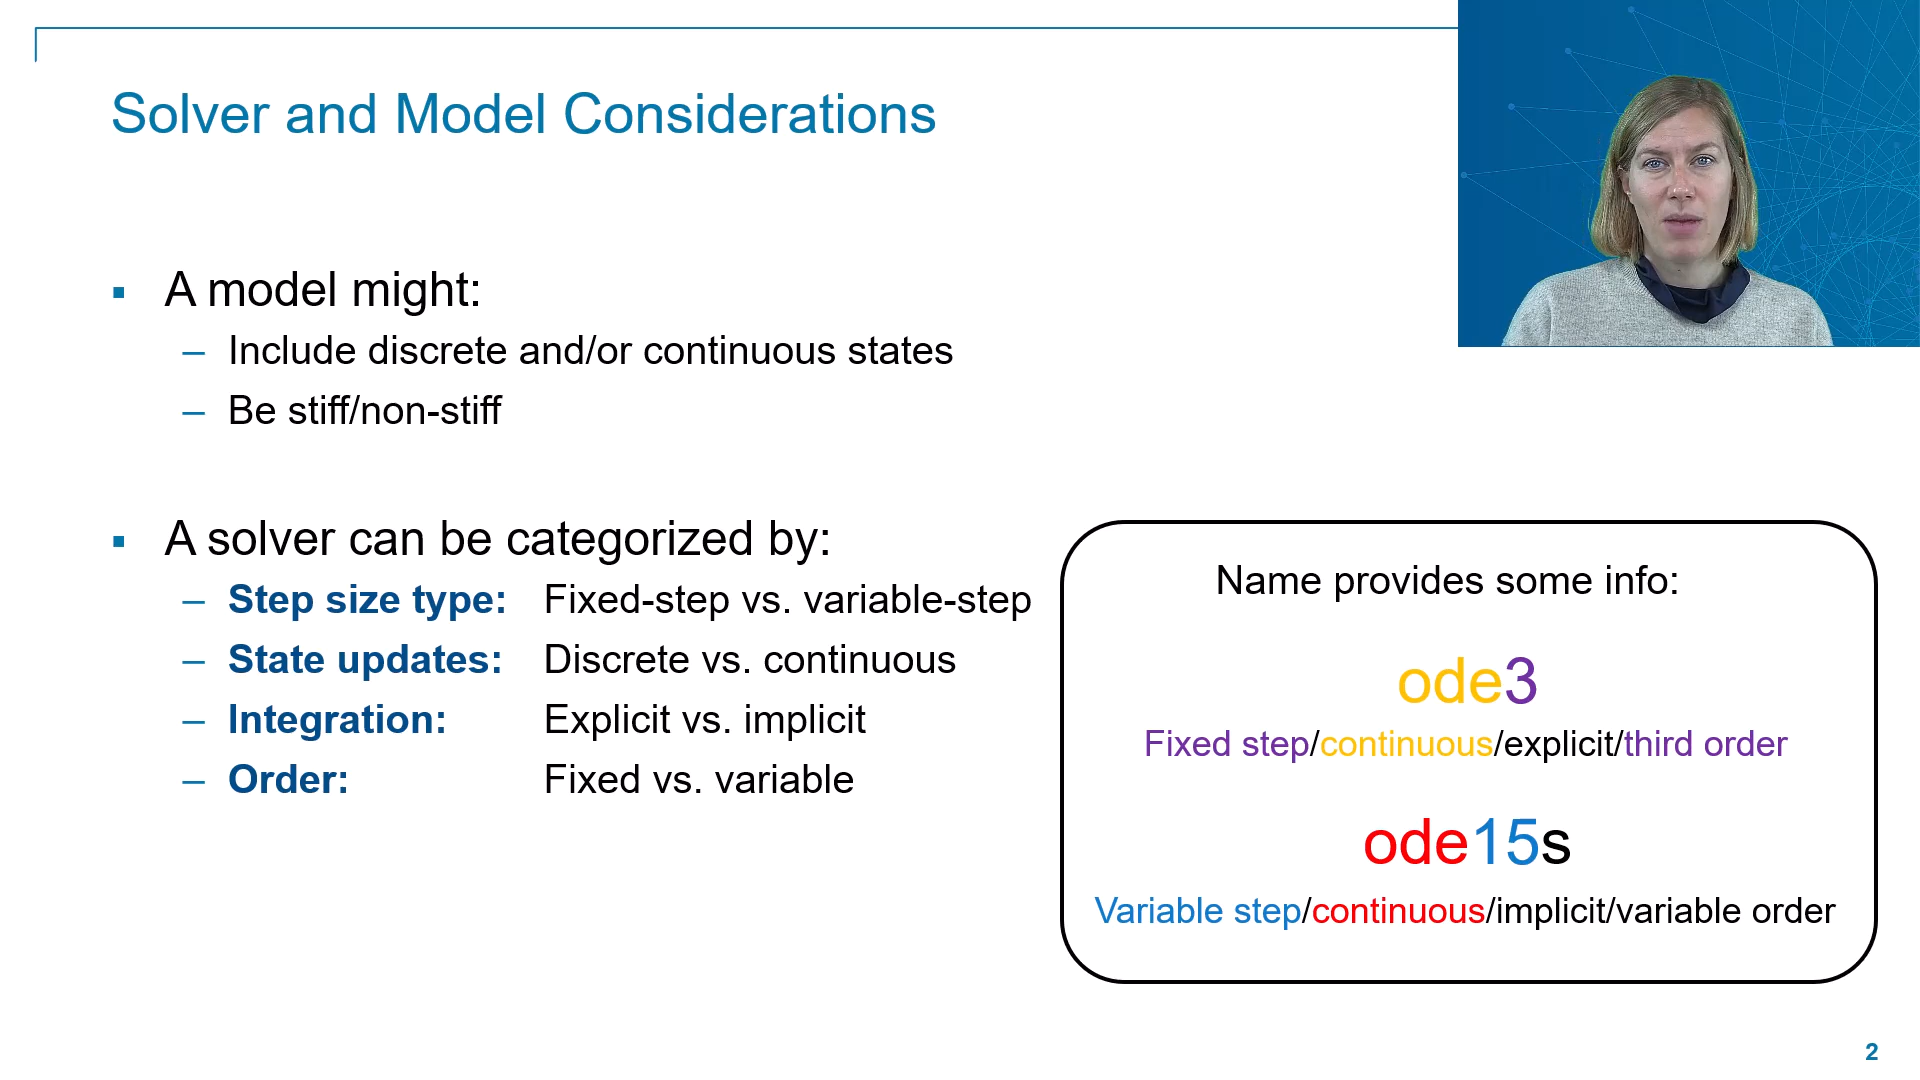 Solver and Model Considerations
A model might:
– Include discrete and/or continuous states
– Be stiff/non-stiff
A solver can be categorized by:
– Step size type: Fixed-step vs. variable-step
– State updates: Discrete vs. continuous
– Integration: Explicit vs. implicit
– Order: Fixed vs. variable
Name provides some info:
ode3
Fixed step/continuous/explicit/third order
ode15s
Variable step/continuous/implicit/variable order
2